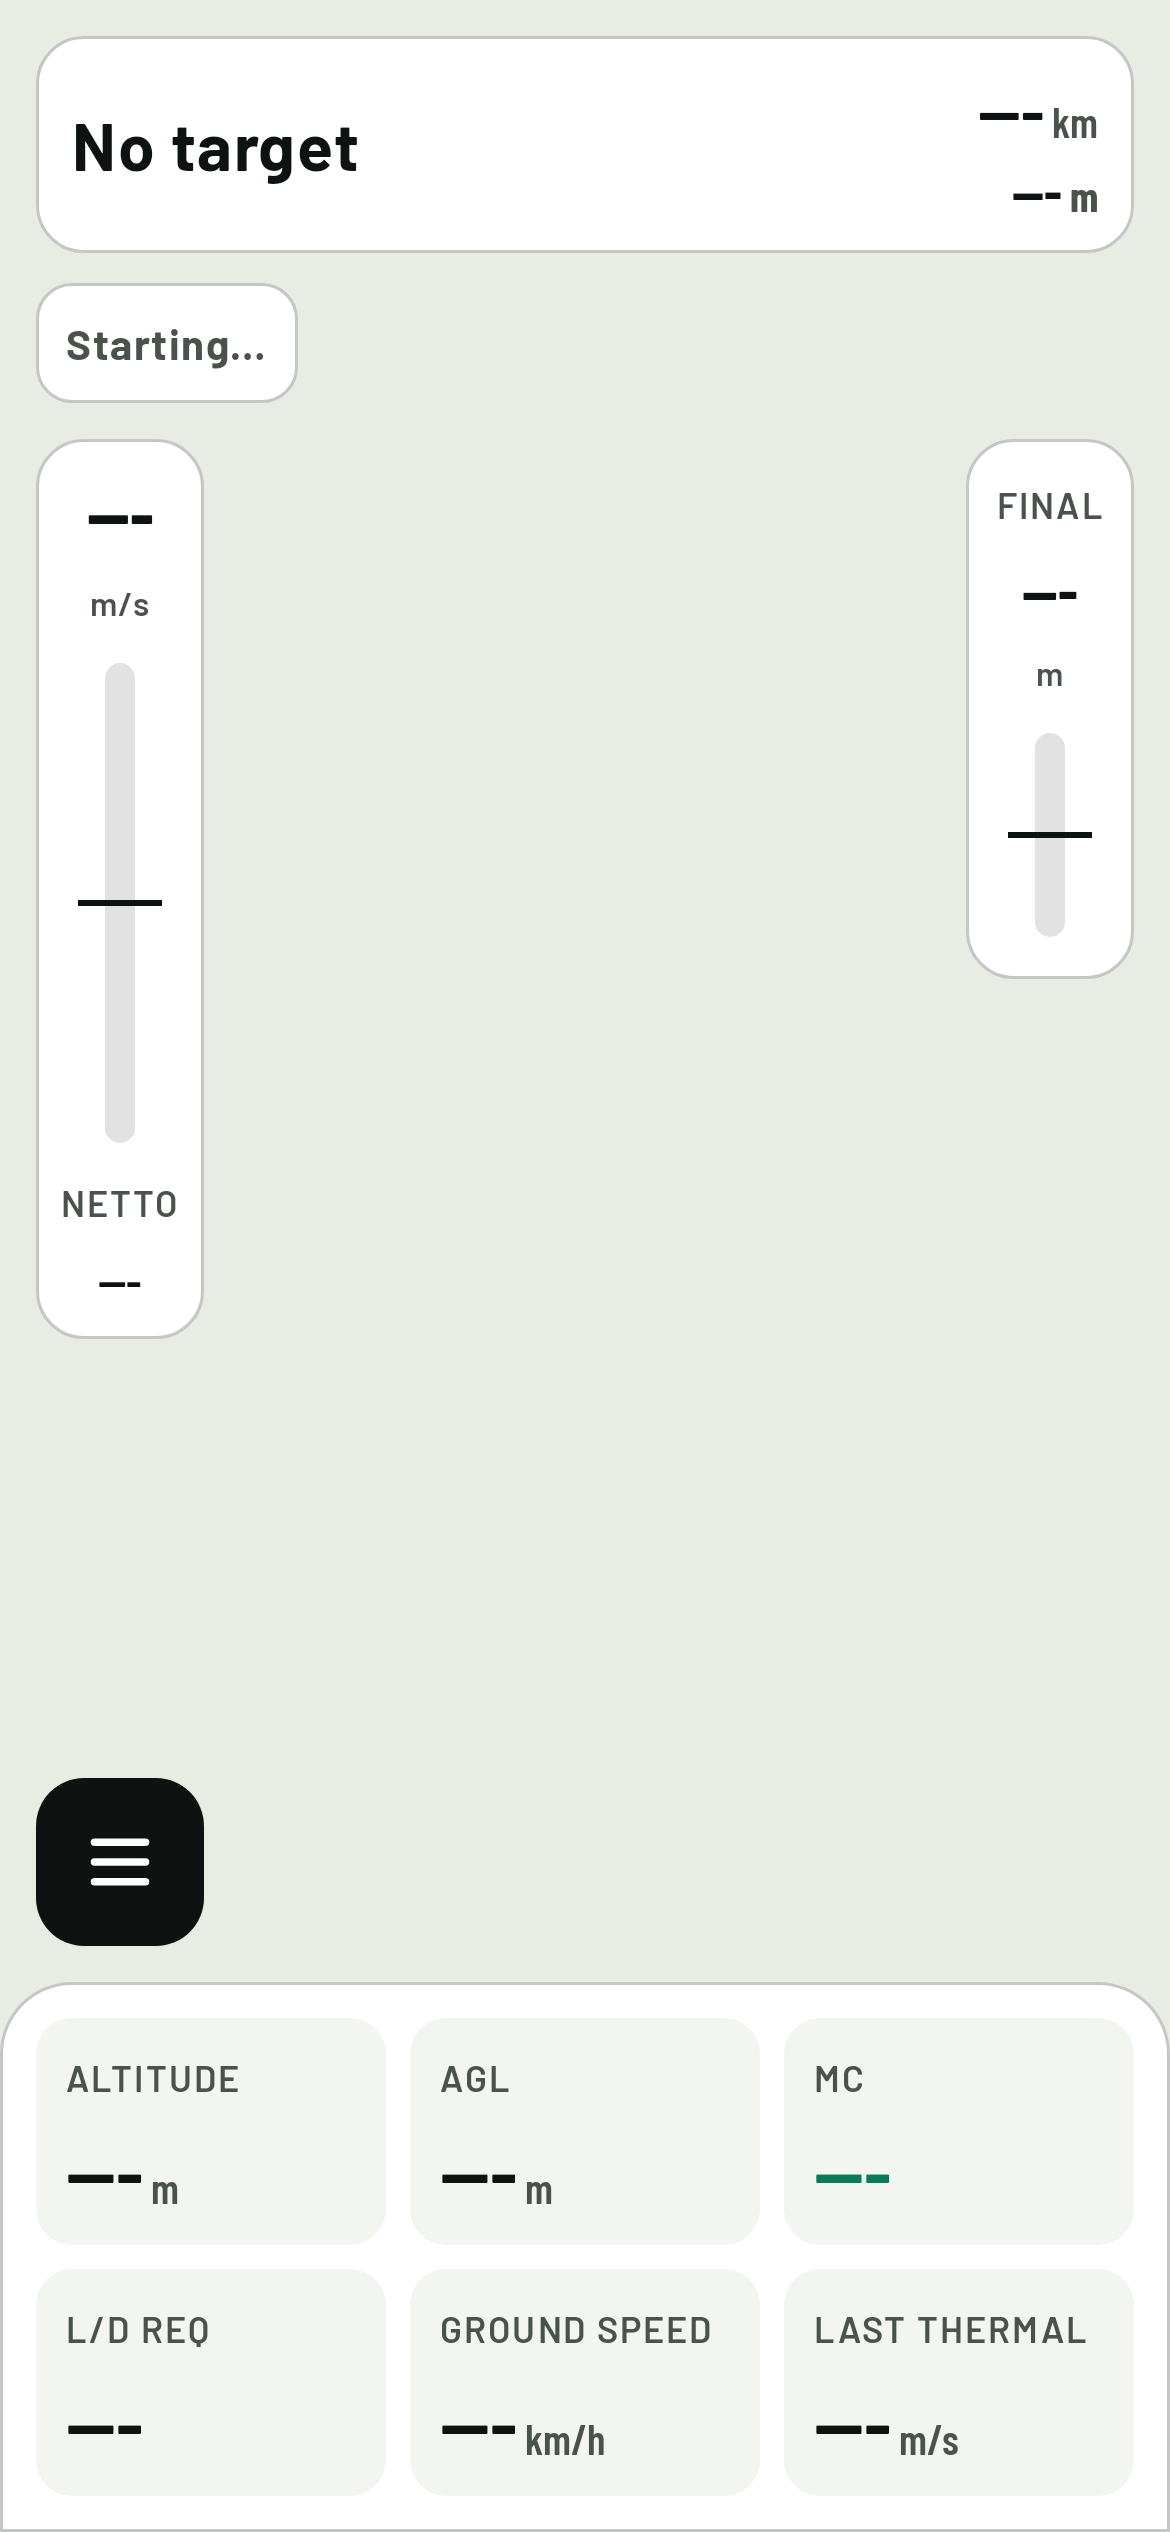 No target
—- km
—- m
Starting...
—-
m/s
NETTO
—-
FINAL
—-
m
ALTITUDE
—- m
AGL
—- m
MC
—-
L/D REQ
—-
GROUND SPEED
—- km/h
LAST THERMAL
—- m/s